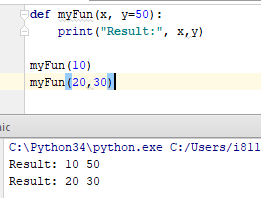 def myFun(x, y=50):
print("Result:", x,y)
myFun(10)
myFun(20,30)
nic
C:\Python34\python.exe C:/Users/i811
Result: 10 50
Result: 20 30